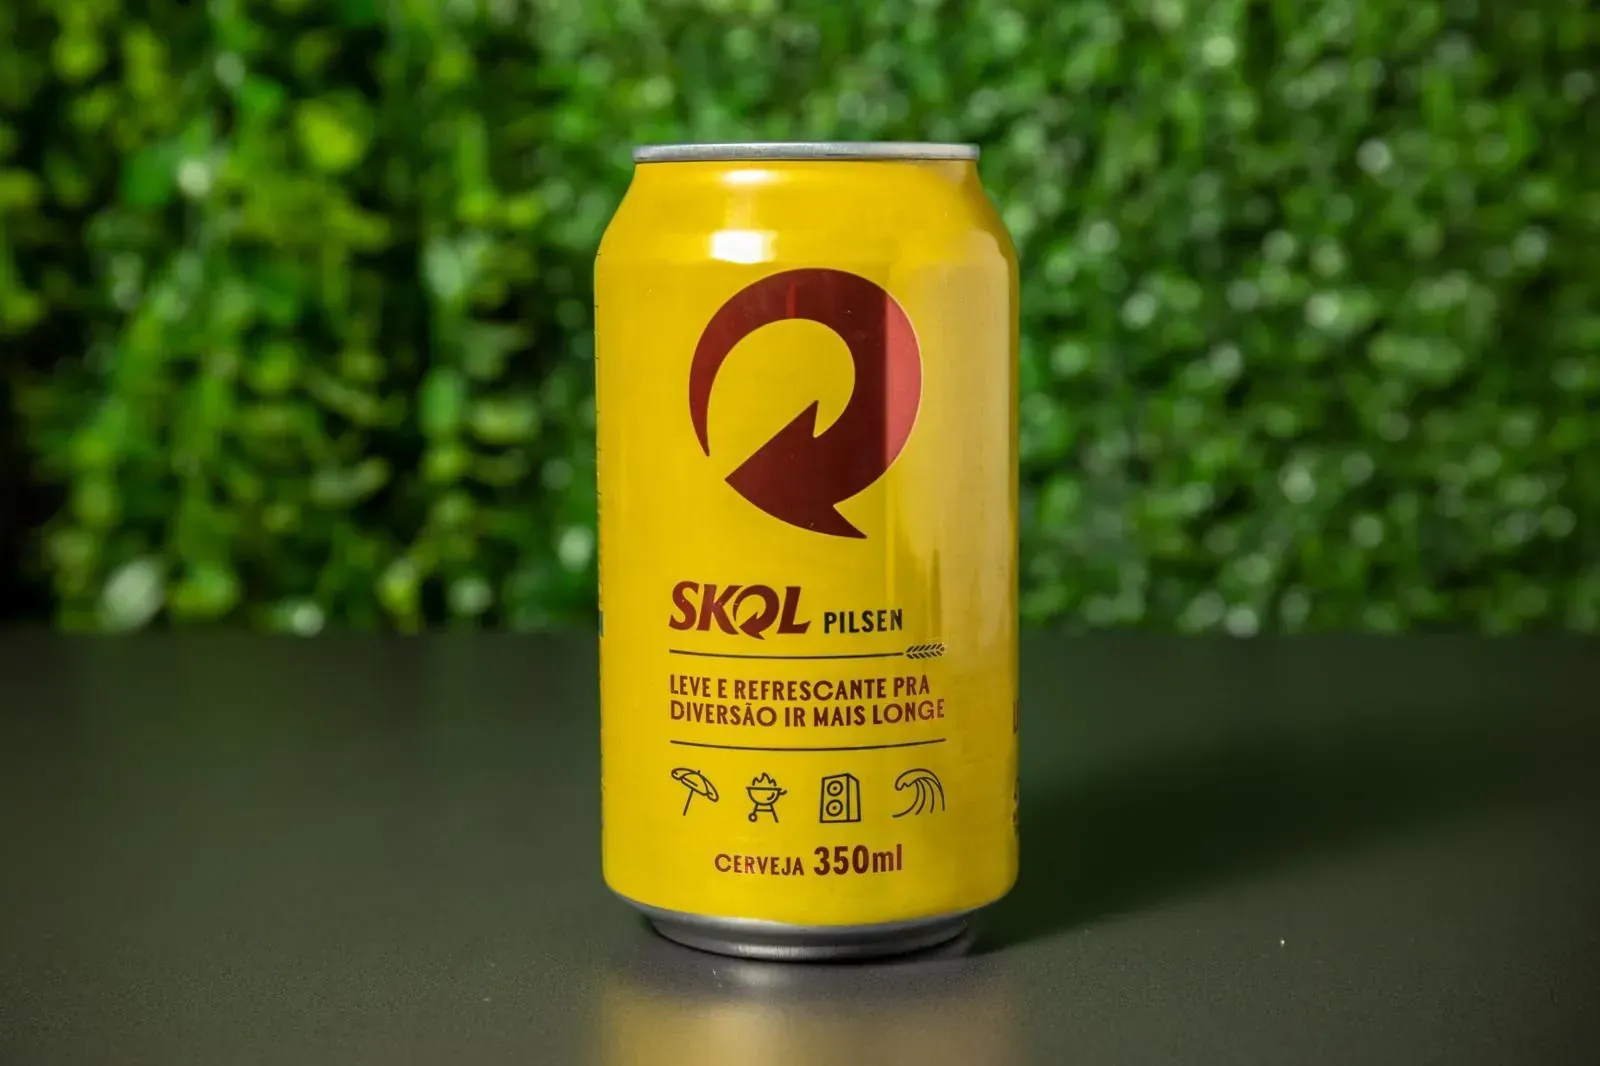 SKOL PILSEN
LEVE E REFRESCANTE PRA
DIVERSÃO IR MAIS LONGE
CERVEJA 350ml